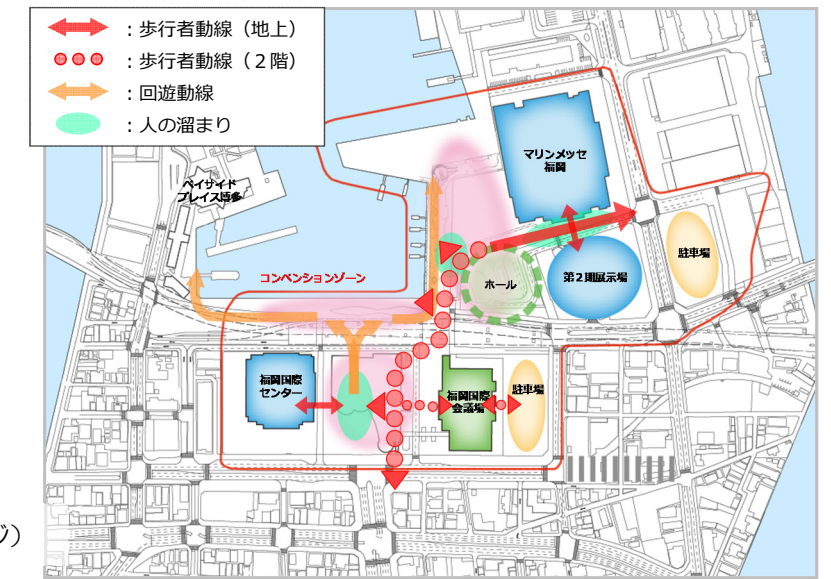 ：歩行者動線（地上）
：歩行者動線（２階）
：回遊動線
：人の溜まり
マリンメッセ
福岡
ベイサイド
プレイス博多
コンベンションゾーン
ホール
第２期展示場
駐車場
福岡国際
センター
福岡国際
会議場
駐車場
ジ）